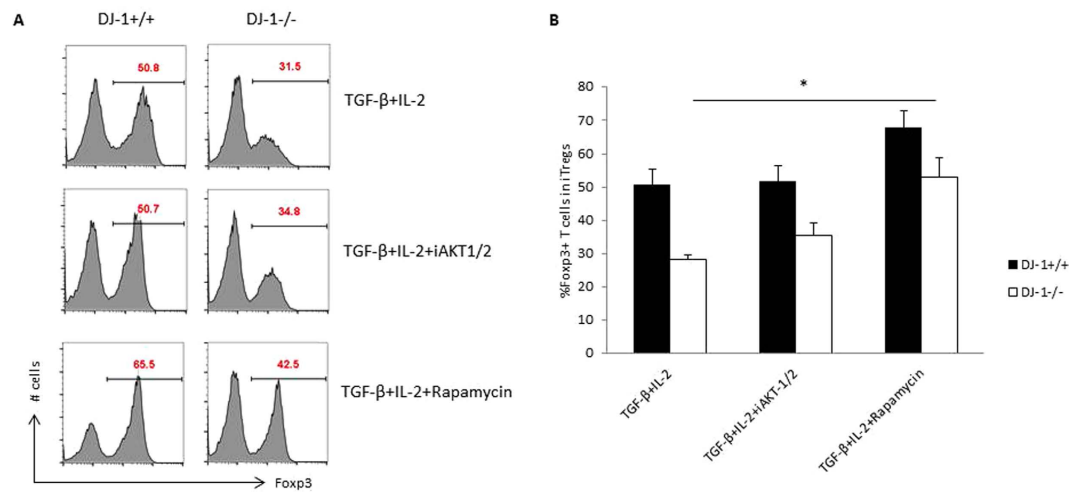 A
DJ-1+/+ DJ-1-/-
50.8
31.5
TGF-β+IL-2
50.7
34.8
TGF-β+IL-2+iAKT1/2
65.5
42.5
TGF-β+IL-2+Rapamycin
# cells
Foxp3
B
*
80
70
60
50
40
30
20
10
0
%Foxp3+ T cells in iTregs
TGF-β+IL-2
TGF-β+IL-2+iAKT-1/2
TGF-β+IL-2+Rapamycin
DJ-1+/+
DJ-1-/-